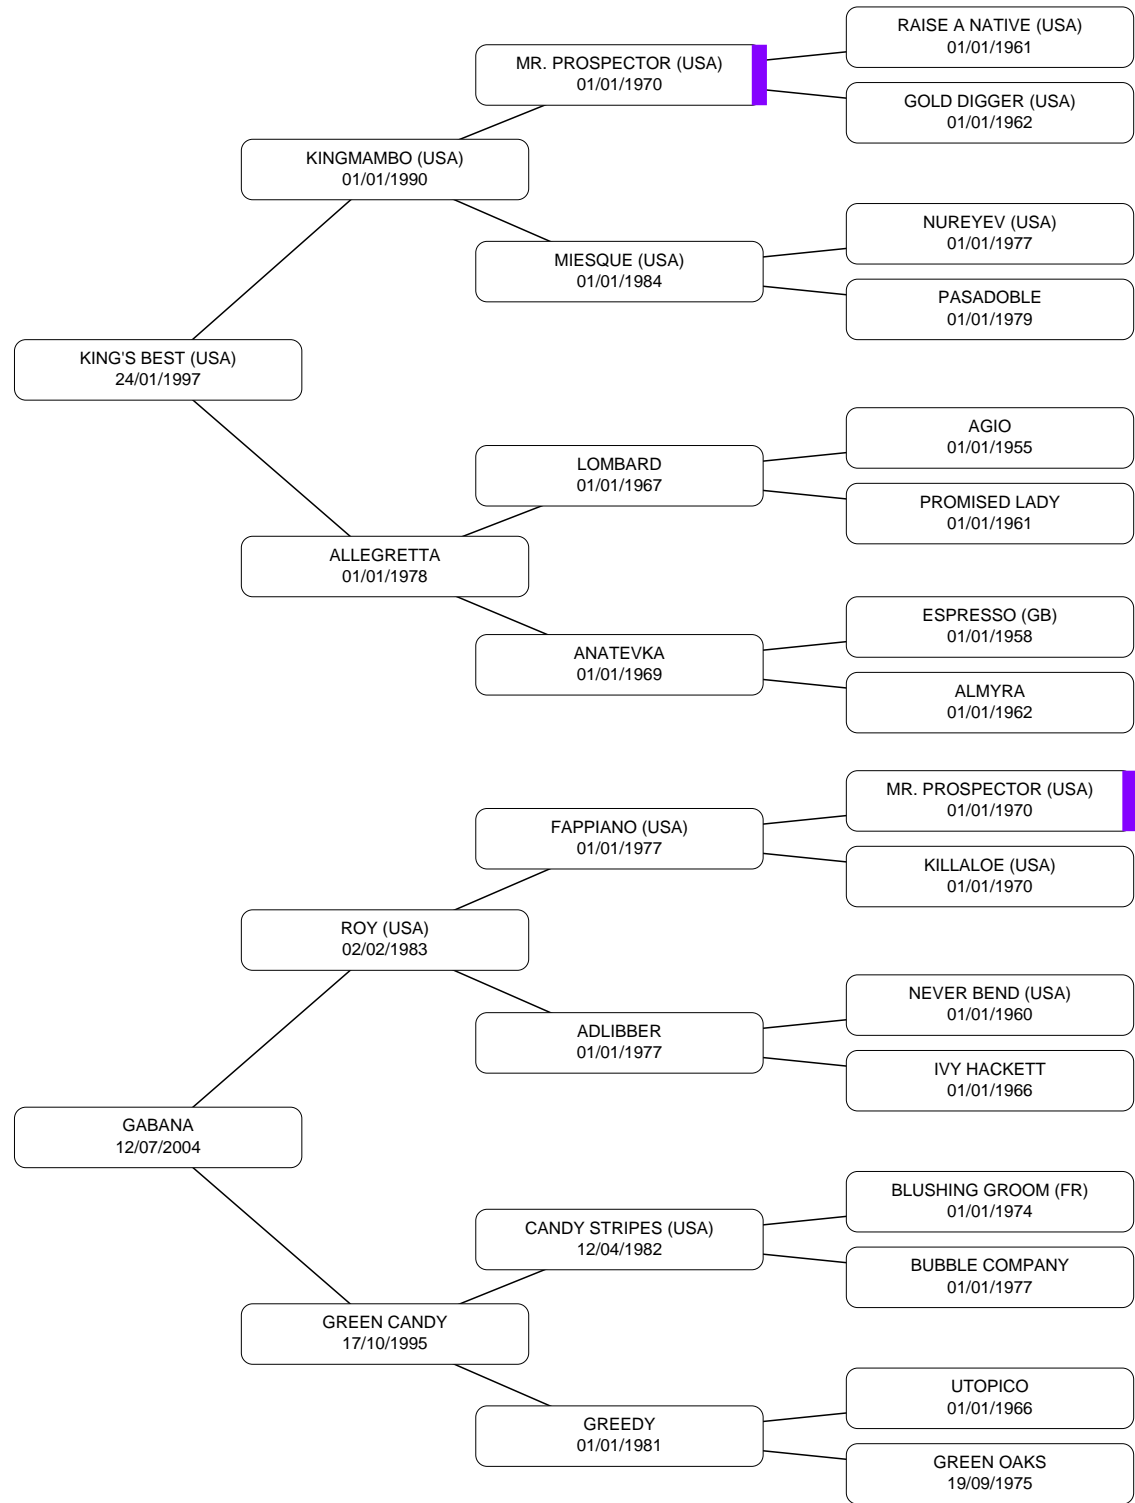 RAISE A NATIVE (USA)
01/01/1961
MR. PROSPECTOR (USA)
01/01/1970
GOLD DIGGER (USA)
01/01/1962
KINGMAMBO (USA)
01/01/1990
NUREYEV (USA)
01/01/1977
MIESQUE (USA)
01/01/1984
PASADOBLE
01/01/1979
KING'S BEST (USA)
24/01/1997
AGIO
01/01/1955
LOMBARD
01/01/1967
PROMISED LADY
01/01/1961
ALLEGRETTA
01/01/1978
ESPRESSO (GB)
01/01/1958
ANATEVKA
01/01/1969
ALMYRA
01/01/1962
MR. PROSPECTOR (USA)
01/01/1970
FAPPIANO (USA)
01/01/1977
KILLALOE (USA)
01/01/1970
ROY (USA)
02/02/1983
NEVER BEND (USA)
01/01/1960
ADLIBBER
01/01/1977
IVY HACKETT
01/01/1966
GABANA
12/07/2004
BLUSHING GROOM (FR)
01/01/1974
CANDY STRIPES (USA)
12/04/1982
BUBBLE COMPANY
01/01/1977
GREEN CANDY
17/10/1995
UTOPICO
01/01/1966
GREEDY
01/01/1981
GREEN OAKS
19/09/1975